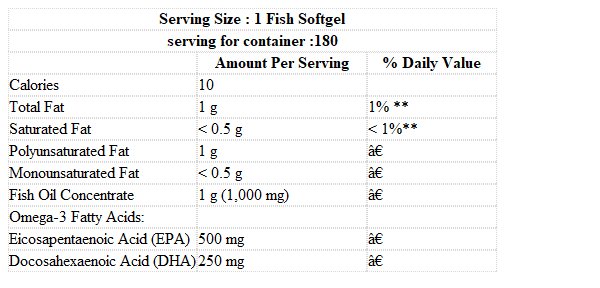 Serving Size : 1 Fish Softgel
serving for container :180
Amount Per Serving % Daily Value
Calories 10
Total Fat 1 g 1% **
Saturated Fat < 0.5 g < 1%**
Polyunsaturated Fat 1 g â€
Monounsaturated Fat < 0.5 g â€
Fish Oil Concentrate 1 g (1,000 mg) â€
Omega-3 Fatty Acids:
Eicosapentaenoic Acid (EPA) 500 mg â€
Docosahexaenoic Acid (DHA) 250 mg â€